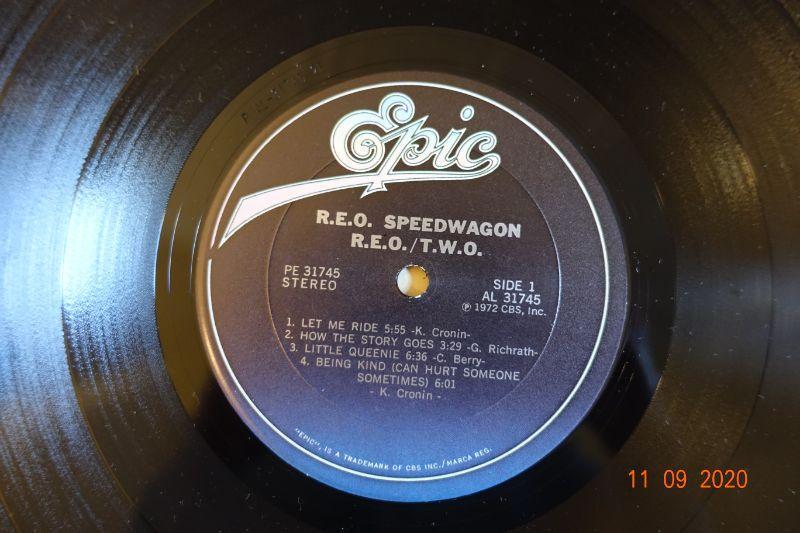 Epic
R.E.O. SPEEDWAGON
R.E.O./T.W.O.
PE 31745
STEREO
SIDE 1
AL 31745
℗ 1972 CBS, Inc.
1. LET ME RIDE 5:55 -K. Cronin-
2. HOW THE STORY GOES 3:29 -G. Richrath-
3. LITTLE QUEENIE 6:36 -C. Berry-
4. BEING KIND (CAN HURT SOMEONE
SOMETIMES) 6:01
- K. Cronin -
"EPIC", IS A TRADEMARK OF CBS INC./MARCA REG.
11 09 2020